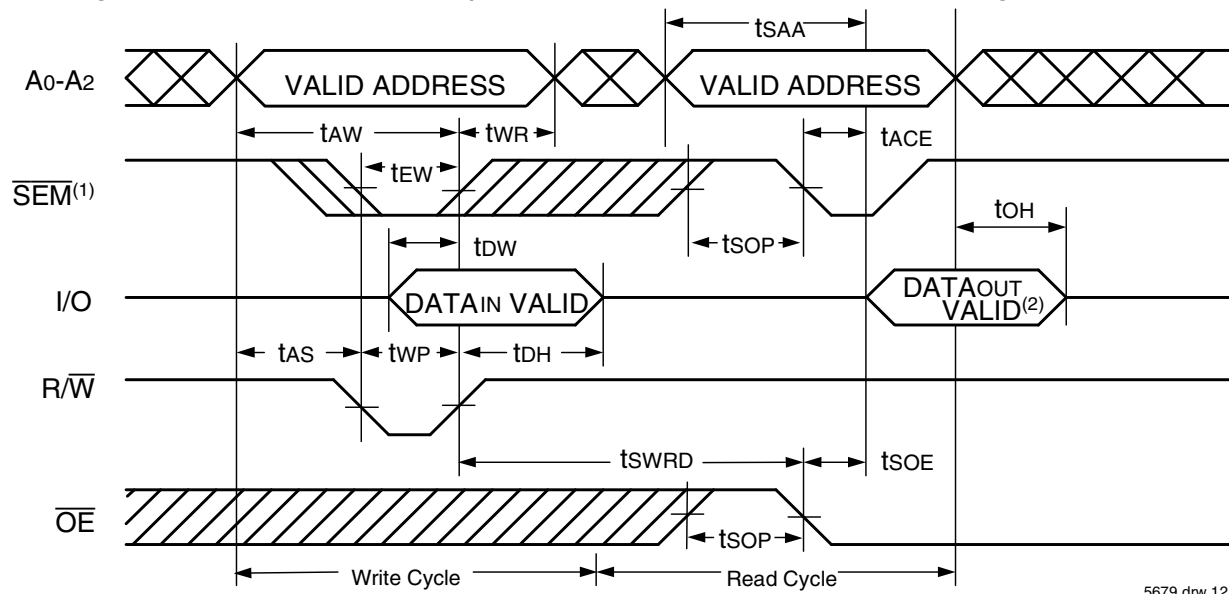 tSAA
A0-A2
VALID ADDRESS
VALID ADDRESS
tAW
tWR
tACE
tEW
SEM(1)
tSOP
tOH
tDW
I/O
DATAIN VALID
DATAOUT
VALID(2)
tAS
tWP
tDH
R/W
tSWRD
tSOE
OE
tSOP
Write Cycle
Read Cycle
5679 drw 12